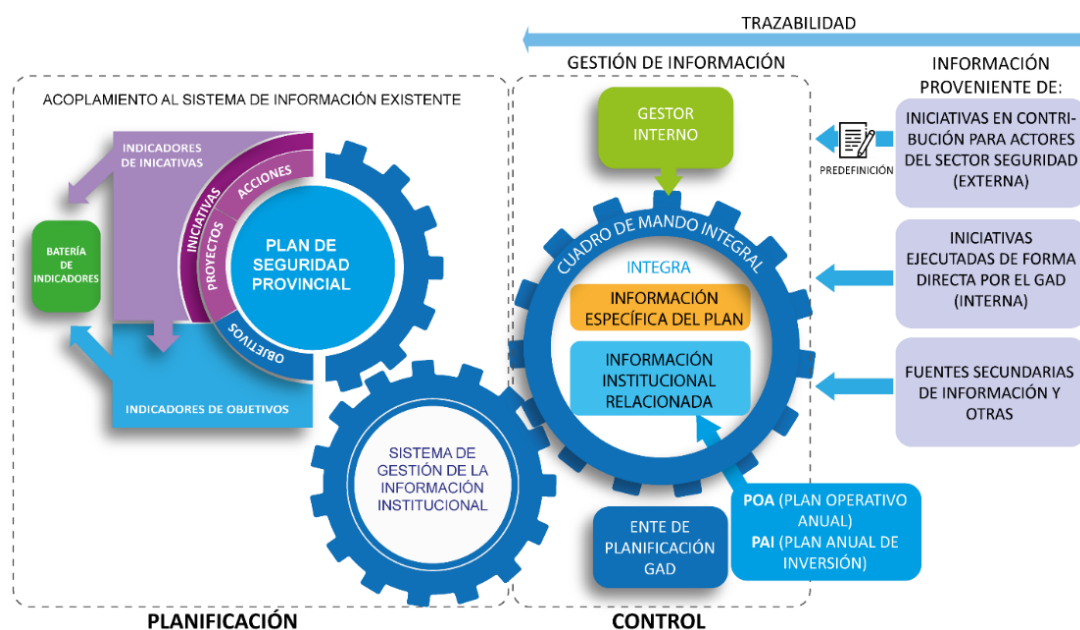 TRAZABILIDAD
GESTIÓN DE INFORMACIÓN
INFORMACIÓN
PROVENIENTE DE:
ACOPLAMIENTO AL SISTEMA DE INFORMACIÓN EXISTENTE
INDICADORES
DE INICATIVAS
INICIATIVAS
ACCIONES
PROYECTOS
OBJETIVOS
PLAN DE
SEGURIDAD
PROVINCIAL
BATERÍA
DE
INDICADORES
INDICADORES DE OBJETIVOS
SISTEMA DE
GESTIÓN DE LA
INFORMACIÓN
INSTITUCIONAL
PLANIFICACIÓN
GESTOR
INTERNO
CUADRO DE MANDO INTEGRAL
INTEGRA
INFORMACIÓN
ESPECÍFICA DEL PLAN
INFORMACIÓN
INSTITUCIONAL
RELACIONADA
ENTE DE
PLANIFICACIÓN
GAD
POA (PLAN OPERATIVO
ANUAL)
PAI (PLAN ANUAL DE
INVERSIÓN)
CONTROL
PREDEFINICIÓN
INICIATIVAS EN CONTRI-
BUCIÓN PARA ACTORES
DEL SECTOR SEGURIDAD
(EXTERNA)
INICIATIVAS
EJECUTADAS DE FORMA
DIRECTA POR EL GAD
(INTERNA)
FUENTES SECUNDARIAS
DE INFORMACIÓN Y
OTRAS